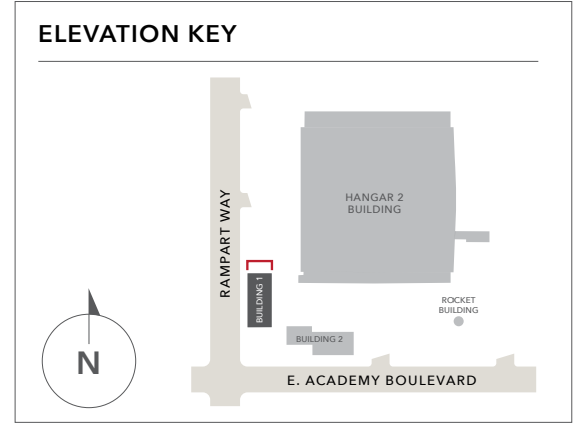 ELEVATION KEY
RAMPART WAY
HANGAR 2
BUILDING
BUILDING 1
ROCKET
BUILDING
BUILDING 2
N
E. ACADEMY BOULEVARD